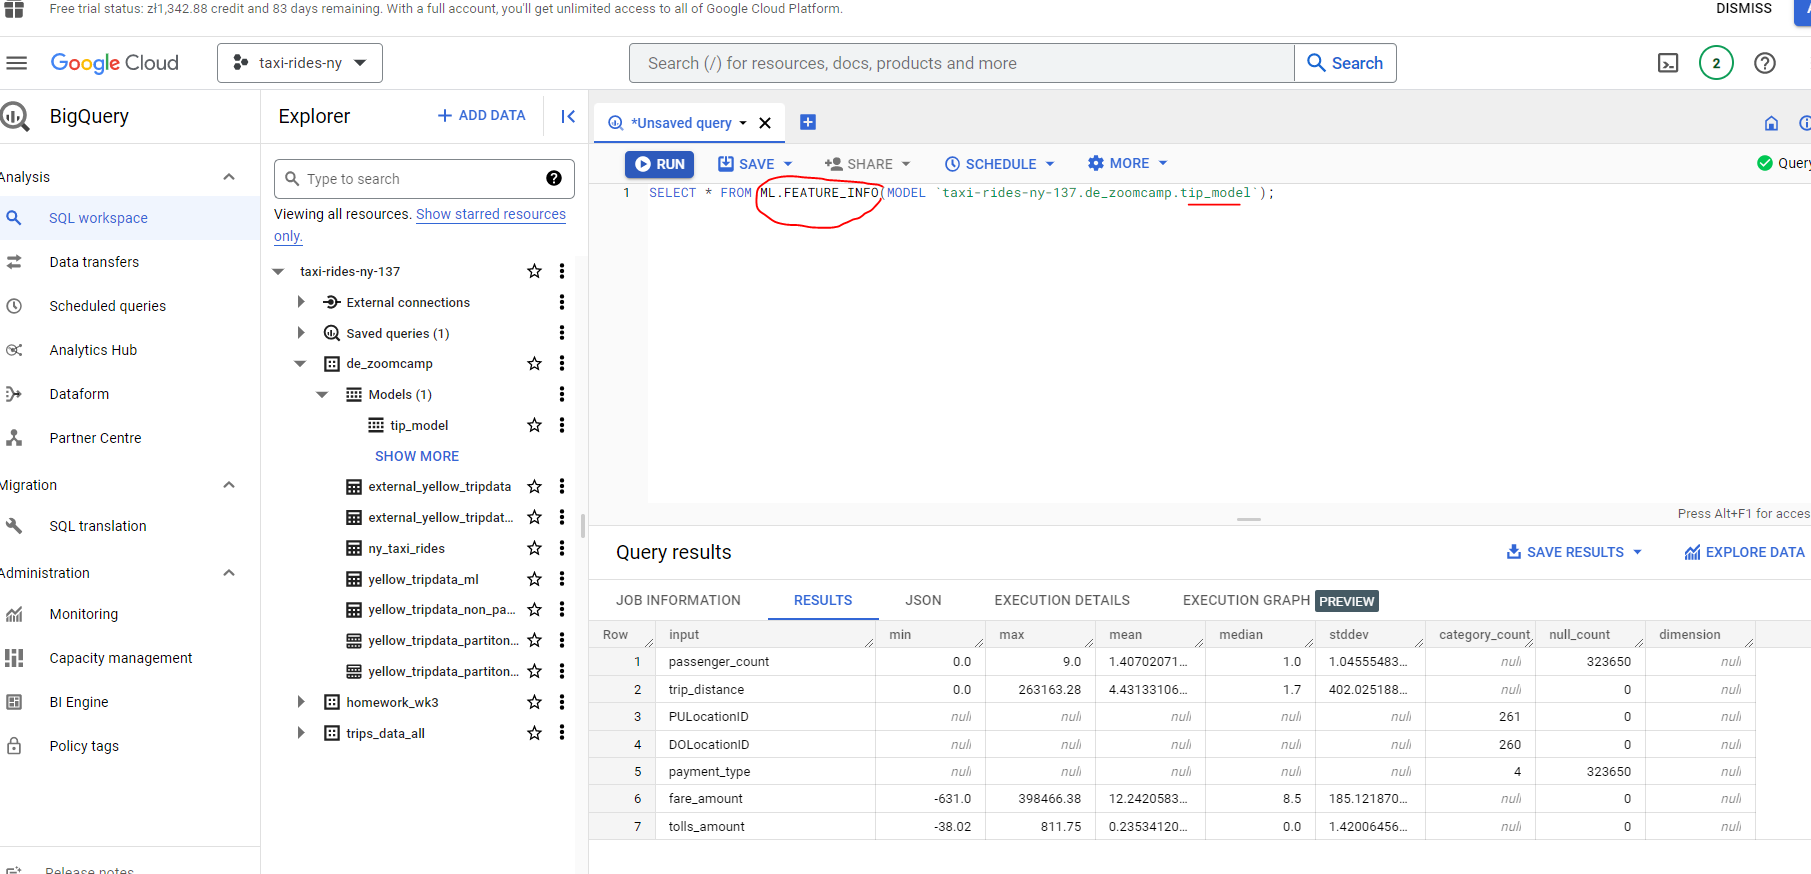 Free trial status: zł1,342.88 credit and 83 days remaining. With a full account, you'll get unlimited access to all of Google Cloud Platform.
DISMISS
Google Cloud
taxi-rides-ny
Search (/) for resources, docs, products and more
Search
2
BigQuery
Analysis
SQL workspace
Data transfers
Scheduled queries
Analytics Hub
Dataform
Partner Centre
Migration
SQL translation
Administration
Monitoring
Capacity management
BI Engine
Policy tags
Release notes
Explorer
+ ADD DATA
Type to search
Viewing all resources. Show starred resources
only.
taxi-rides-ny-137
External connections
Saved queries (1)
de_zoomcamp
Models (1)
tip_model
SHOW MORE
external_yellow_tripdata
external_yellow_tripdat...
ny_taxi_rides
yellow_tripdata_ml
yellow_tripdata_non_pa...
yellow_tripdata_partiton...
yellow_tripdata_partiton...
homework_wk3
trips_data_all
*Unsaved query
RUN
SAVE
SHARE
SCHEDULE
MORE
Query
1 SELECT * FROM ML.FEATURE_INFO(MODEL `taxi-rides-ny-137.de_zoomcamp.tip_model`);
Press Alt+F1 for acces
Query results
SAVE RESULTS
EXPLORE DATA
JOB INFORMATION RESULTS JSON EXECUTION DETAILS EXECUTION GRAPH PREVIEW
Row input min max mean median stddev category_count null_count dimension
1 passenger_count 0.0 9.0 1.40702071... 1.0 1.04555483... null 323650 null
2 trip_distance 0.0 263163.28 4.43133106... 1.7 402.025188... null 0 null
3 PULocationID null null null null null 261 0 null
4 DOLocationID null null null null null 260 0 null
5 payment_type null null null null null 4 323650 null
6 fare_amount -631.0 398466.38 12.2420583... 8.5 185.121870... null 0 null
7 tolls_amount -38.02 811.75 0.23534120... 0.0 1.42006456... null 0 null